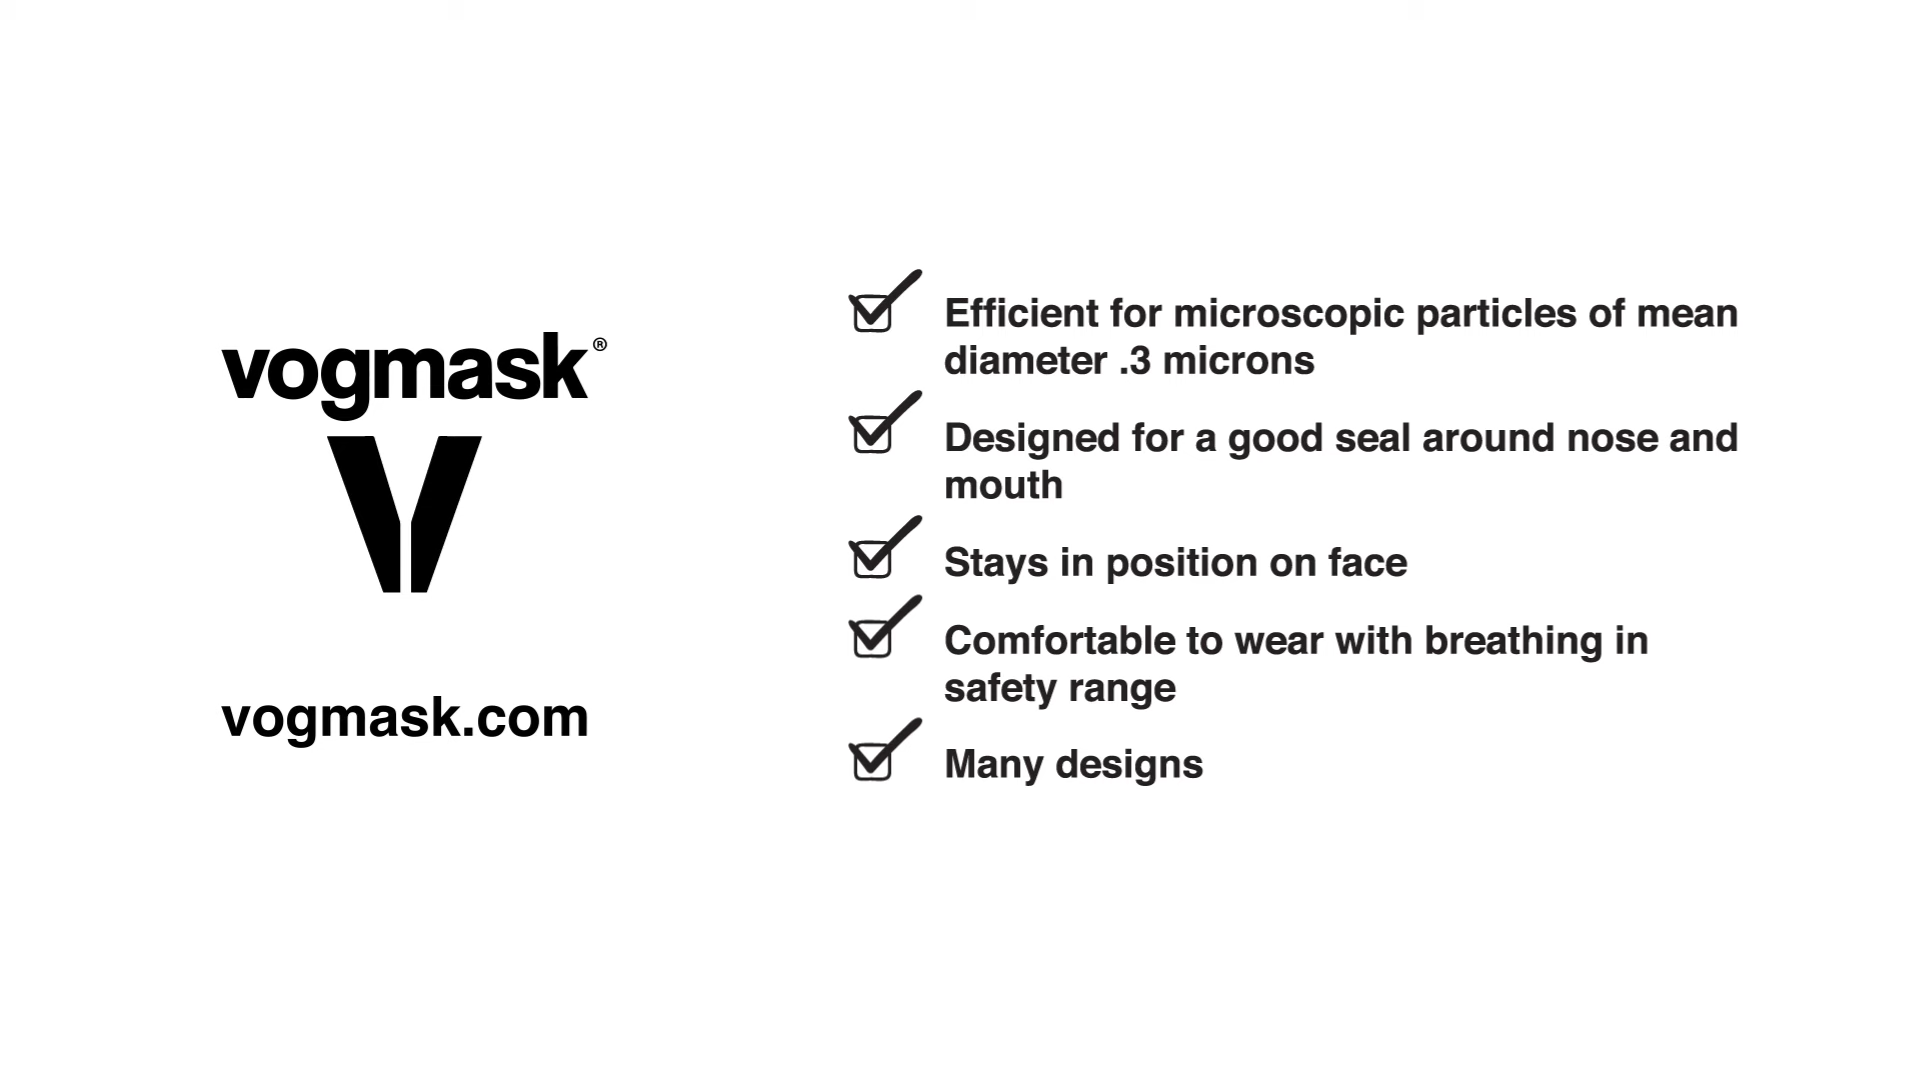 vogmask®
V
vogmask.com
Efficient for microscopic particles of mean
diameter .3 microns
Designed for a good seal around nose and
mouth
Stays in position on face
Comfortable to wear with breathing in
safety range
Many designs